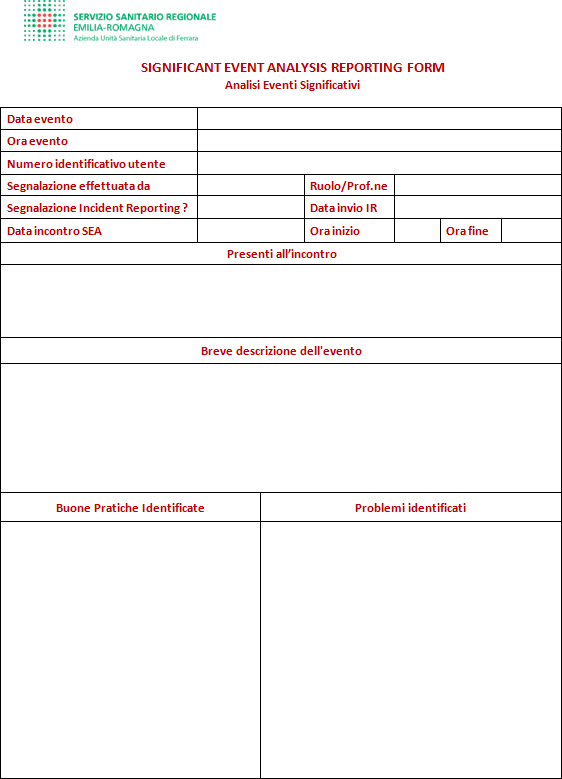 SERVIZIO SANITARIO REGIONALE
EMILIA-ROMAGNA
Azienda Unità Sanitaria Locale di Ferrara
SIGNIFICANT EVENT ANALYSIS REPORTING FORM
Analisi Eventi Significativi
Data evento
Ora evento
Numero identificativo utente
Segnalazione effettuata da Ruolo/Prof.ne
Segnalazione Incident Reporting ? Data invio IR
Data incontro SEA Ora inizio Ora fine
Presenti all’incontro
Breve descrizione dell'evento
Buone Pratiche Identificate Problemi identificati